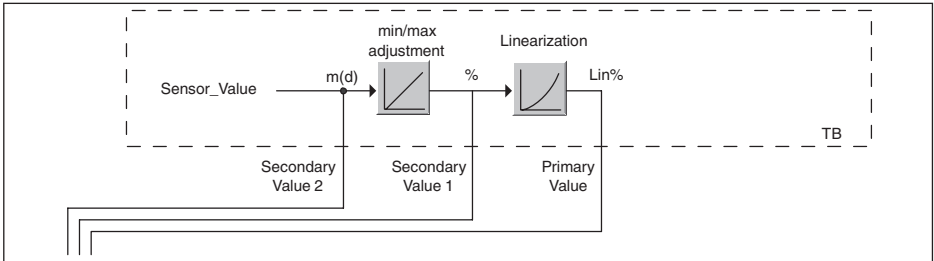 min/max
adjustment
Linearization
Sensor_Value
m(d)
%
Lin%
TB
Secondary
Value 2
Secondary
Value 1
Primary
Value